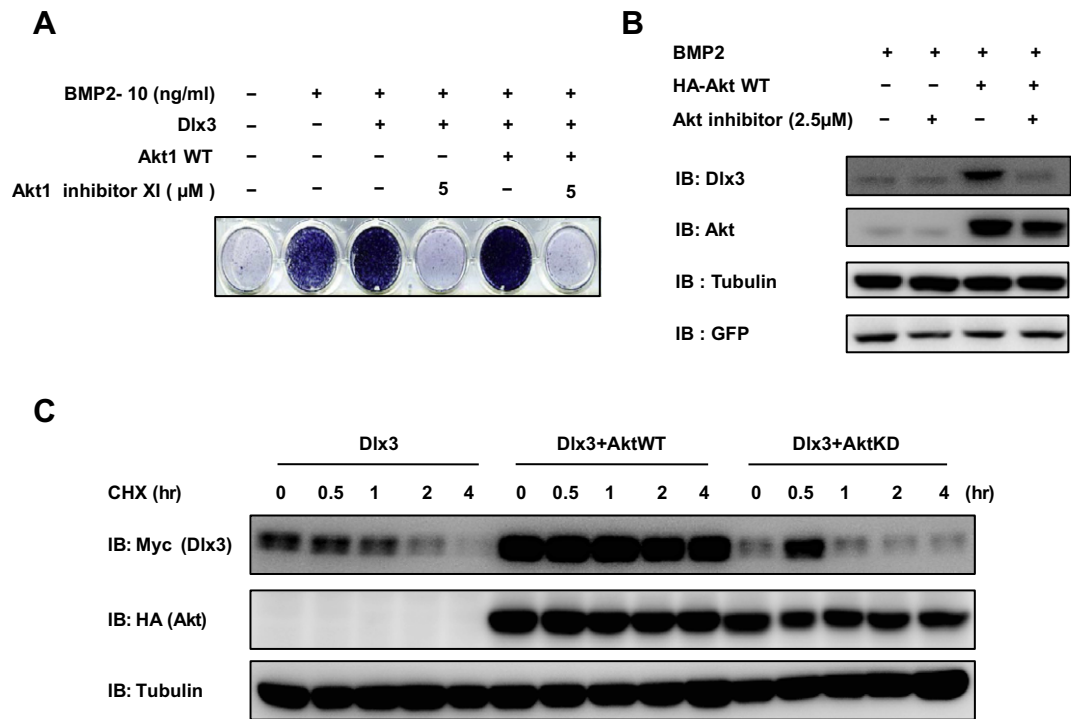 A
BMP2- 10 (ng/ml) – + + + + +
Dlx3 – – + + + +
Akt1 WT – – – – + +
Akt1 inhibitor XI ( μM ) – – – 5 – 5
B
BMP2 + + + +
HA-Akt WT – – + +
Akt inhibitor (2.5μM) – + – +
IB: Dlx3
IB: Akt
IB : Tubulin
IB : GFP
C
Dlx3 Dlx3+AktWT Dlx3+AktKD
CHX (hr) 0 0.5 1 2 4 0 0.5 1 2 4 0 0.5 1 2 4 (hr)
IB: Myc (Dlx3)
IB: HA (Akt)
IB: Tubulin